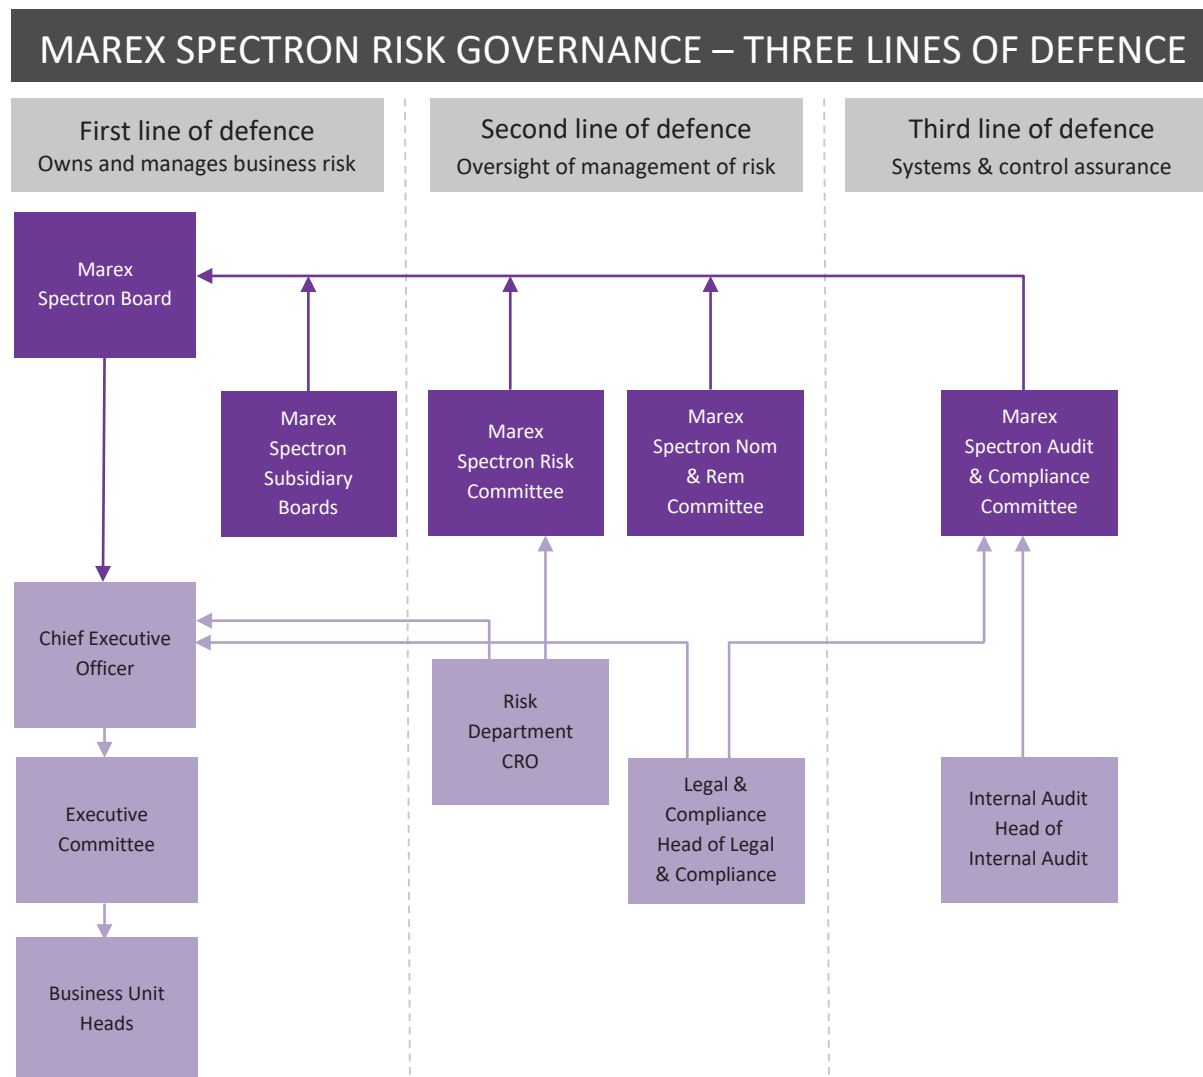 MAREX SPECTRON RISK GOVERNANCE – THREE LINES OF DEFENCE
First line of defence
Owns and manages business risk
Second line of defence
Oversight of management of risk
Third line of defence
Systems & control assurance
Marex
Spectron Board
Marex
Spectron
Subsidiary
Boards
Marex
Spectron Risk
Committee
Marex
Spectron Nom
& Rem
Committee
Marex
Spectron Audit
& Compliance
Committee
Chief Executive
Officer
Risk
Department
CRO
Legal &
Compliance
Head of Legal
& Compliance
Internal Audit
Head of
Internal Audit
Executive
Committee
Business Unit
Heads